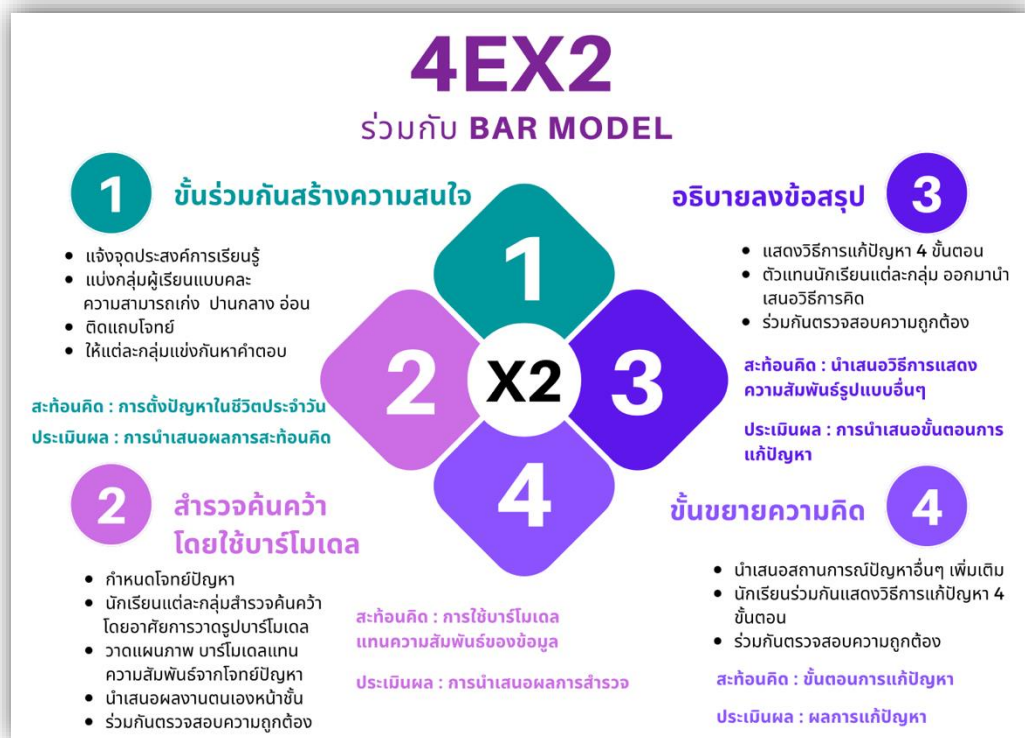 4EX2
ร่วมกับ BAR MODEL
1
ขั้นร่วมกันสร้างความสนใจ
• แจ้งจุดประสงค์การเรียนรู้
• แบ่งกลุ่มผู้เรียนแบบคละ
ความสามารถเก่ง ปานกลาง อ่อน
• ติดแถบโจทย์
• ให้แต่ละกลุ่มแข่งกันหาคำตอบ
สะท้อนคิด : การตั้งปัญหาในชีวิตประจำวัน
ประเมินผล : การนำเสนอผลการสะท้อนคิด
2
สำรวจค้นคว้า
โดยใช้บาร์โมเดล
• กำหนดโจทย์ปัญหา
• นักเรียนแต่ละกลุ่มสำรวจค้นคว้า
โดยอาศัยการวาดรูปบาร์โมเดล
• วาดแผนภาพ บาร์โมเดลแทน
ความสัมพันธ์จากโจทย์ปัญหา
• นำเสนอผลงานตนเองหน้าชั้น
• ร่วมกันตรวจสอบความถูกต้อง
สะท้อนคิด : การใช้บาร์โมเดล
แทนความสัมพันธ์ของข้อมูล
ประเมินผล : การนำเสนอผลการสำรวจ
1
2
X2
3
4
อธิบายลงข้อสรุป
3
• แสดงวิธีการแก้ปัญหา 4 ขั้นตอน
• ตัวแทนนักเรียนแต่ละกลุ่ม ออกมานำ
เสนอวิธีการคิด
• ร่วมกันตรวจสอบความถูกต้อง
สะท้อนคิด : นำเสนอวิธีการแสดง
ความสัมพันธ์รูปแบบอื่นๆ
ประเมินผล : การนำเสนอขั้นตอนการ
แก้ปัญหา
ขั้นขยายความคิด
4
• นำเสนอสถานการณ์ปัญหาอื่นๆ เพิ่มเติม
• นักเรียนร่วมกันแสดงวิธีการแก้ปัญหา 4
ขั้นตอน
• ร่วมกันตรวจสอบความถูกต้อง
สะท้อนคิด : ขั้นตอนการแก้ปัญหา
ประเมินผล : ผลการแก้ปัญหา